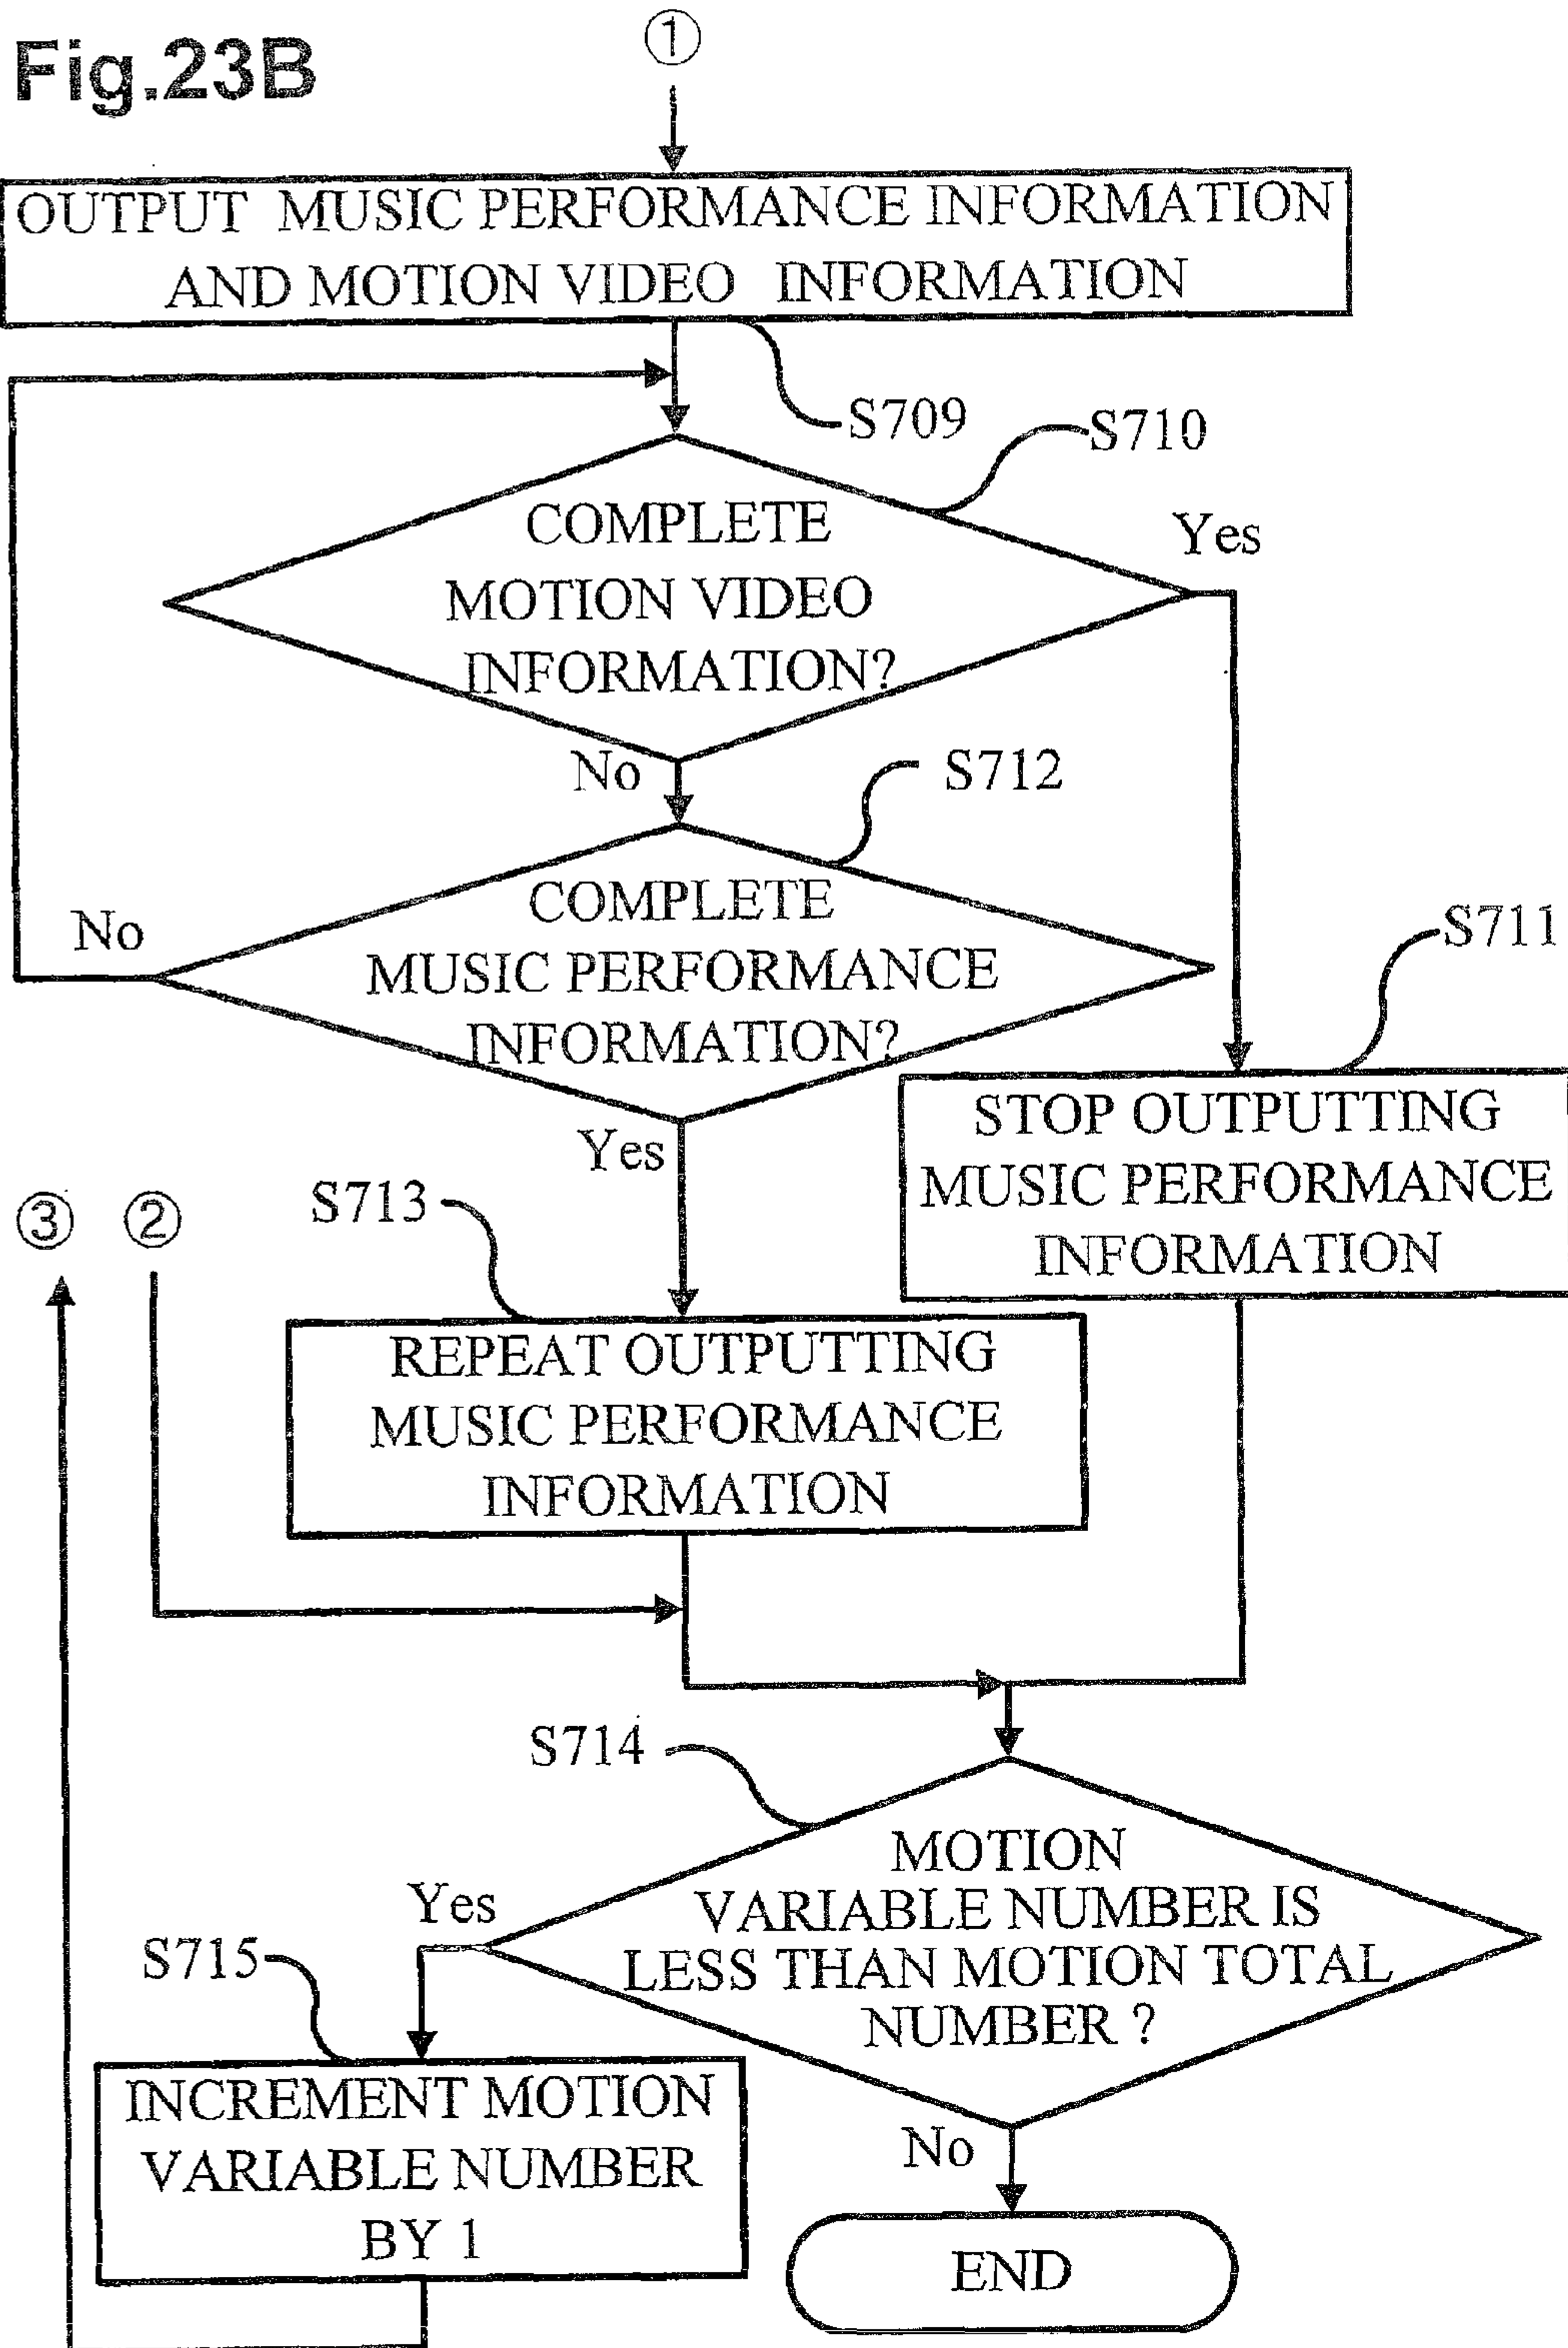 Fig.23B
①
OUTPUT MUSIC PERFORMANCE INFORMATION
AND MOTION VIDEO INFORMATION
S709
S710
COMPLETE
MOTION VIDEO
INFORMATION?
Yes
No
S712
COMPLETE
MUSIC PERFORMANCE
INFORMATION?
No
Yes
S711
STOP OUTPUTTING
MUSIC PERFORMANCE
INFORMATION
③ ②
S713
REPEAT OUTPUTTING
MUSIC PERFORMANCE
INFORMATION
S714
MOTION
VARIABLE NUMBER IS
LESS THAN MOTION TOTAL
NUMBER ?
Yes
S715
INCREMENT MOTION
VARIABLE NUMBER
BY 1
No
END